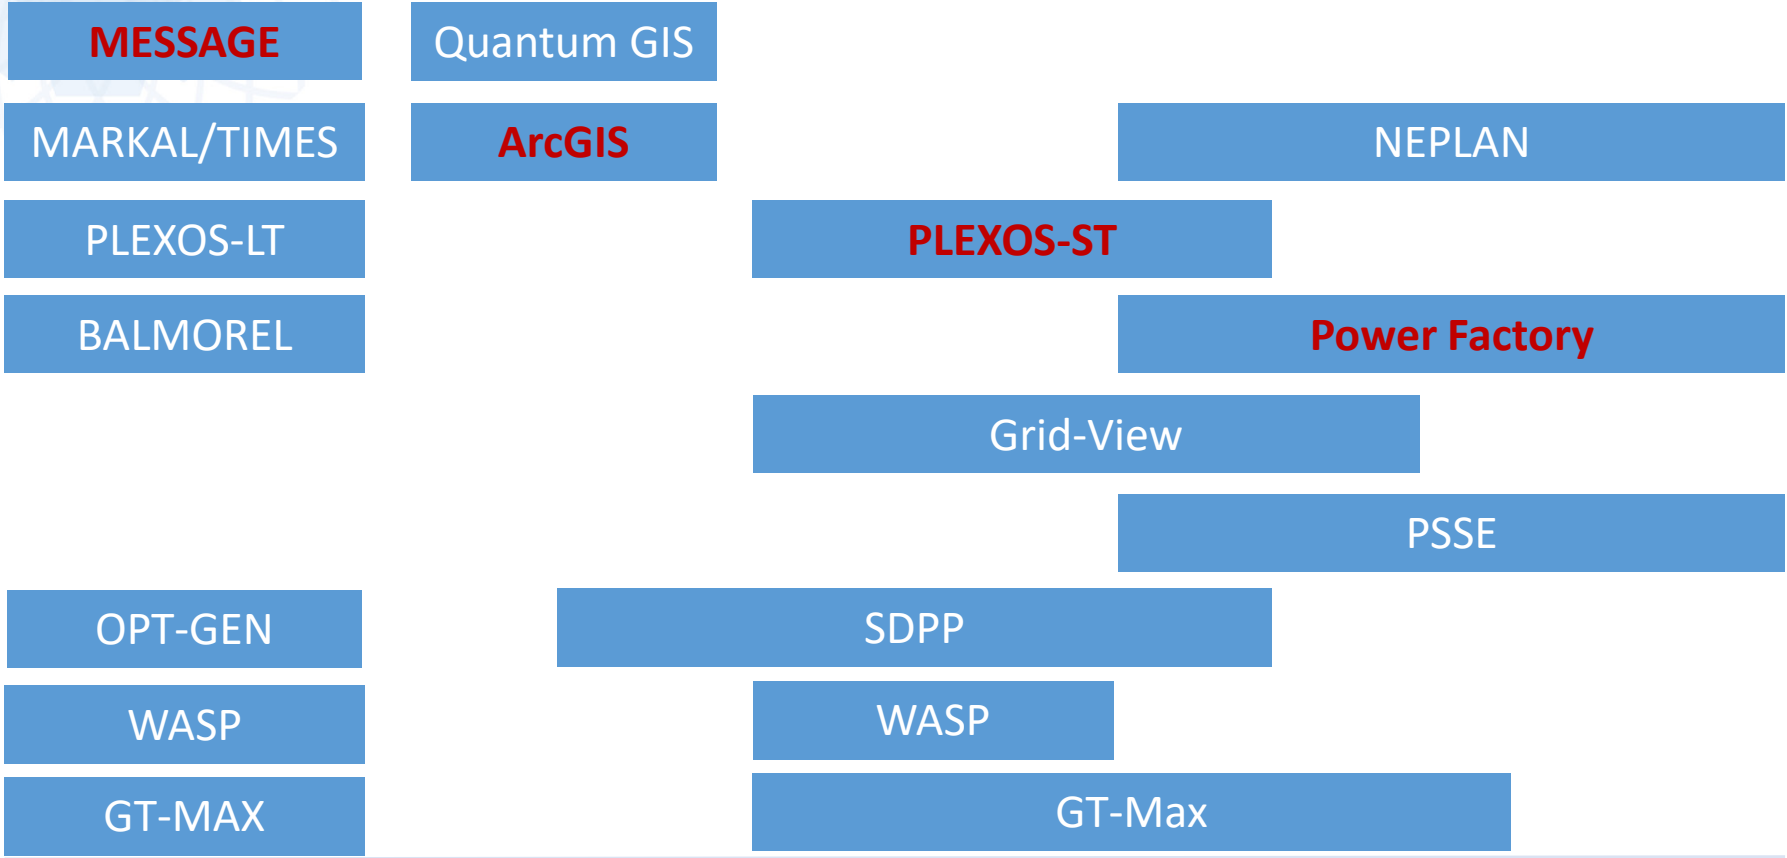 MESSAGE
Quantum GIS
MARKAL/TIMES
ArcGIS
NEPLAN
PLEXOS-LT
PLEXOS-ST
BALMOREL
Power Factory
Grid-View
PSSE
OPT-GEN
SDPP
WASP
WASP
GT-MAX
GT-Max